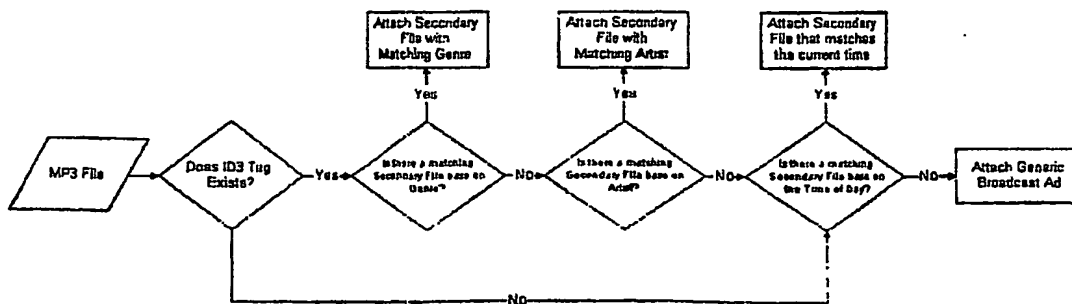 Attach Secondary
File with
Matching Genre
Attach Secondary
File with
Matching Artist
Attach Secondary
File that matches
the current time
Yes
Yes
Yes
MP3 File
Does ID3 Tag
Exists?
Yes
Is there a matching
Secondary File base on
Genre?
No
Is there a matching
Secondary File base on
Artist?
No
Is there a matching
Secondary File base on
the Time of Day?
No
Attach Generic
Broadcast Ad
No